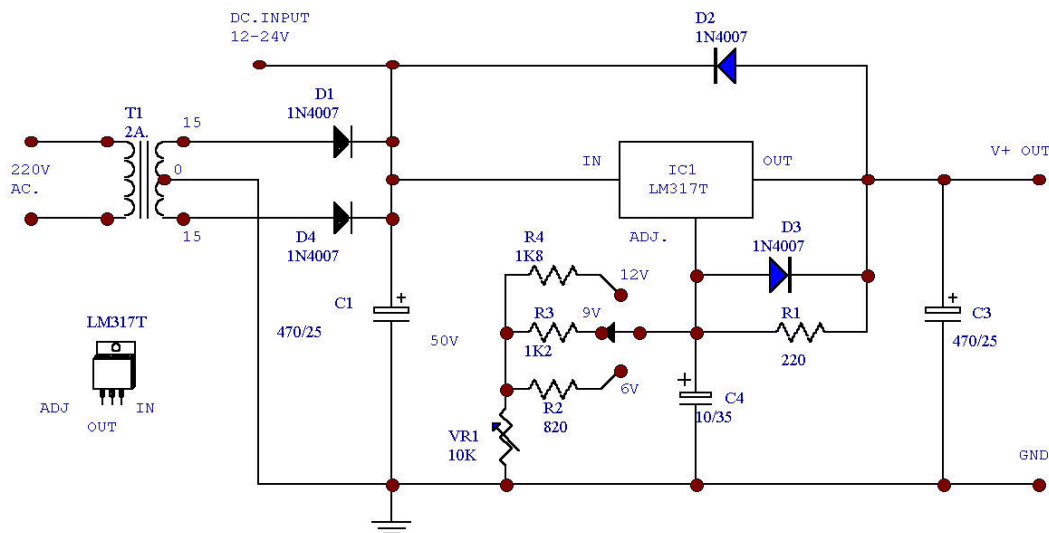 DC.INPUT
12-24V
D2
1N4007
D1
1N4007
T1
2A.
15
0
220V
AC.
15
D4
1N4007
IN
IC1
LM317T
OUT
V+ OUT
ADJ.
D3
1N4007
R4
1K8
12V
C1
470/25
50V
R3
1K2
9V
R1
220
C3
470/25
LM317T
ADJ
IN
OUT
R2
820
6V
C4
10/35
VR1
10K
GND